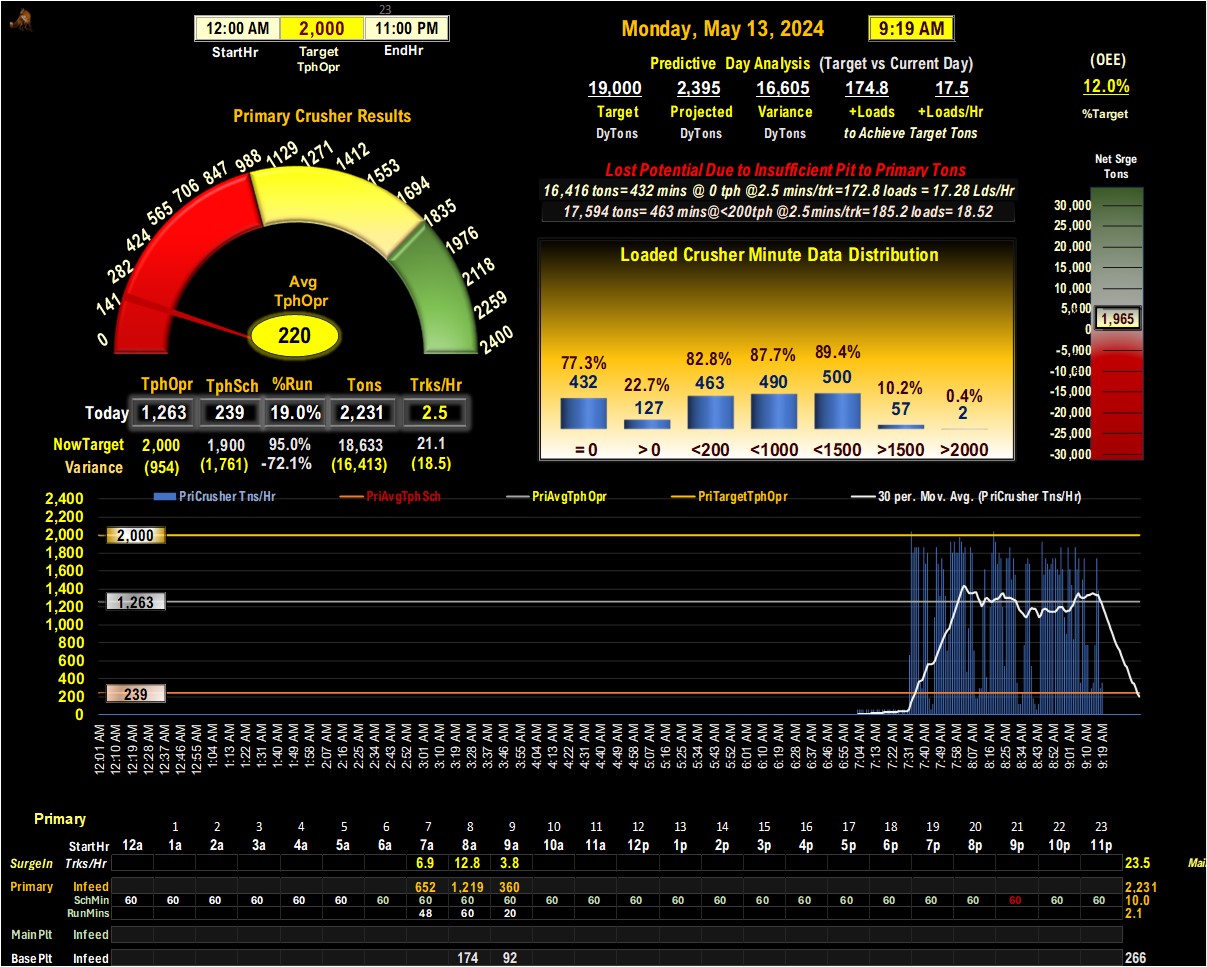 23
12:00 AM 2,000 11:00 PM
StartHr Target TphOpr EndHr
Monday, May 13, 2024 9:19 AM
Predictive Day Analysis (Target vs Current Day)
19,000 2,395 16,605 174.8 17.5
Target Projected Variance +Loads +Loads/Hr
DyTons DyTons DyTons to Achieve Target Tons
(OEE)
12.0%
%Target
Primary Crusher Results
0 141 282 424 565 706 847 988 1129 1271 1412 1553 1694 1835 1976 2118 2259 2400
Avg
TphOpr
220
Lost Potential Due to Insufficient Pit to Primary Tons
16,416 tons=432 mins @ 0 tph @2.5 mins/trk=172.8 loads = 17.28 Lds/Hr
17,594 tons= 463 mins@<200tph @2.5mins/trk=185.2 loads= 18.52
Net Srge
Tons
30,000
25,000
20,000
15,000
10,000
5,000
1,965
0
-5,000
-10,000
-15,000
-20,000
-25,000
-30,000
Loaded Crusher Minute Data Distribution
77.3% 22.7% 82.8% 87.7% 89.4% 10.2% 0.4%
432 127 463 490 500 57 2
=0 >0 <200 <1000 <1500 >1500 >2000
TphOpr TphSch %Run Tons Trks/Hr
Today 1,263 239 19.0% 2,231 2.5
NowTarget 2,000 1,900 95.0% 18,633 21.1
Variance (954) (1,761) -72.1% (16,413) (18.5)
PriCrusher Tns/Hr PriAvgTphSch PriAvgTphOpr PriTargetTphOpr 30 per. Mov. Avg. (PriCrusher Tns/Hr)
2,400
2,200
2,000 2,000
1,800
1,600
1,400
1,200 1,263
1,000
800
600
400
200 239
0
12:01 AM 12:10 AM 12:19 AM 12:28 AM 12:37 AM 12:46 AM 12:55 AM 1:04 AM 1:13 AM 1:22 AM 1:31 AM 1:40 AM 1:49 AM 1:58 AM 2:07 AM 2:16 AM 2:25 AM 2:34 AM 2:43 AM 2:52 AM 3:01 AM 3:10 AM 3:19 AM 3:28 AM 3:37 AM 3:46 AM 3:55 AM 4:04 AM 4:13 AM 4:22 AM 4:31 AM 4:40 AM 4:49 AM 4:58 AM 5:07 AM 5:16 AM 5:25 AM 5:34 AM 5:43 AM 5:52 AM 6:01 AM 6:10 AM 6:19 AM 6:28 AM 6:37 AM 6:46 AM 6:55 AM 7:04 AM 7:13 AM 7:22 AM 7:31 AM 7:40 AM 7:49 AM 7:58 AM 8:07 AM 8:16 AM 8:25 AM 8:34 AM 8:43 AM 8:52 AM 9:01 AM 9:10 AM 9:19 AM
Primary
1 2 3 4 5 6 7 8 9 10 11 12 13 14 15 16 17 18 19 20 21 22 23
StartHr 12a 1a 2a 3a 4a 5a 6a 7a 8a 9a 10a 11a 12p 1p 2p 3p 4p 5p 6p 7p 8p 9p 10p 11p
SurgeIn Trks/Hr 6.9 12.8 3.8 23.5
Primary Infeed 652 1,219 360 2,231
SchMin 60 60 60 60 60 60 60 60 60 60 60 60 60 60 60 60 60 60 60 60 60 60 60 60 10.0
RunMins 48 60 20 2.1
MainPlt Infeed
BasePlt Infeed 174 92 266